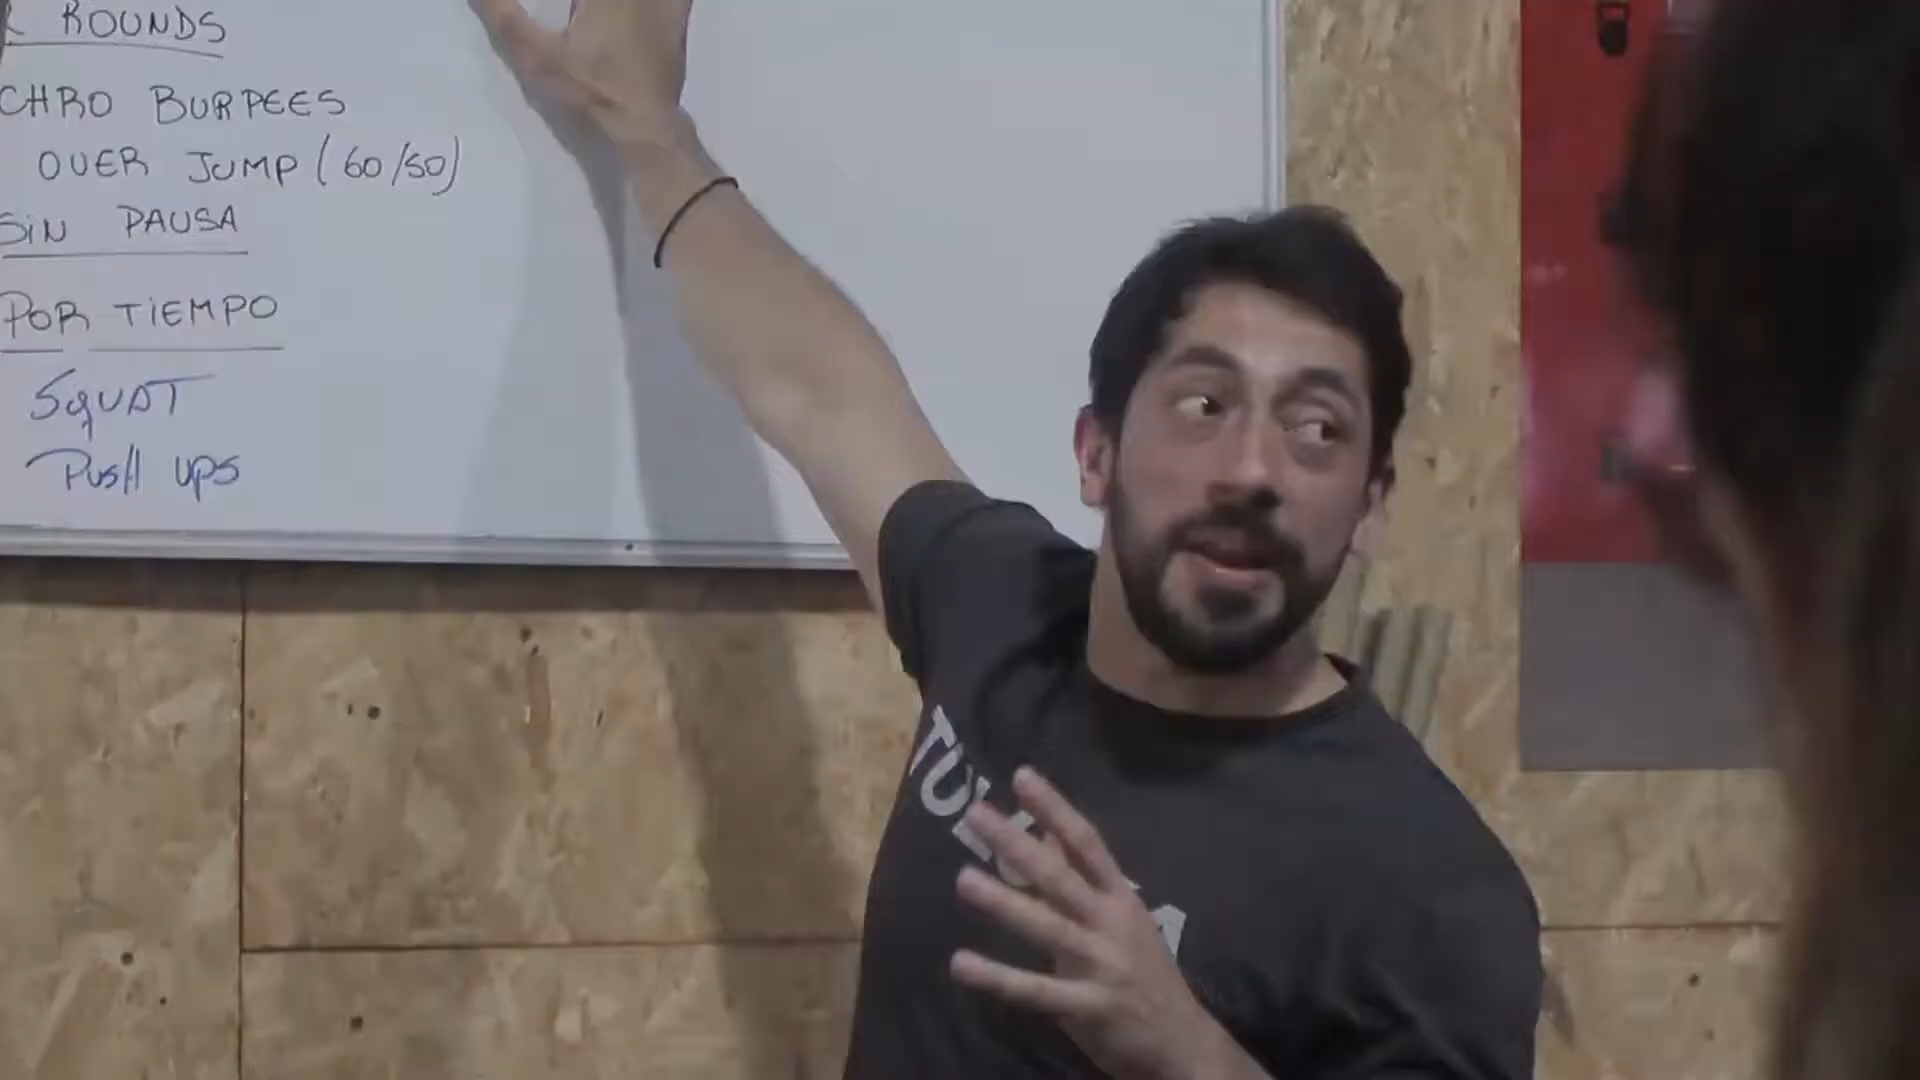 ROUNDS
CHRO BURPEES
OVER JUMP (60/50)
SIN PAUSA
POR TIEMPO
SQUAT
PUSH UPS